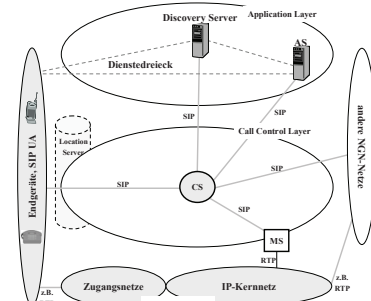 Discovery Server
Application Layer
AS
Dienstedreieck
SIP
SIP
Call Control Layer
Location
Server
Endgeräte, SIP UA
andere NGN-Netze
SIP
SIP
CS
SIP
MS
RTP
z.B.
RTP
z.B.
Zugangsnetze
IP-Kernnetz